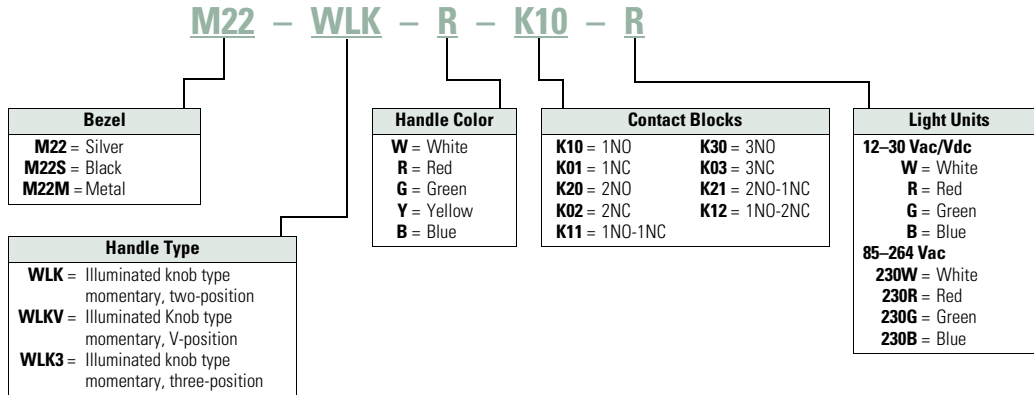 M22 – WLK – R – K10 – R
Bezel
M22 = Silver
M22S = Black
M22M = Metal
Handle Type
WLK = Illuminated knob type
momentary, two-position
WLKV = Illuminated Knob type
momentary, V-position
WLK3 = Illuminated knob type
momentary, three-position
Handle Color
W = White
R = Red
G = Green
Y = Yellow
B = Blue
Contact Blocks
K10 = 1NO K30 = 3NO
K01 = 1NC K03 = 3NC
K20 = 2NO K21 = 2NO-1NC
K02 = 2NC K12 = 1NO-2NC
K11 = 1NO-1NC
Light Units
12–30 Vac/Vdc
W = White
R = Red
G = Green
B = Blue
85–264 Vac
230W = White
230R = Red
230G = Green
230B = Blue